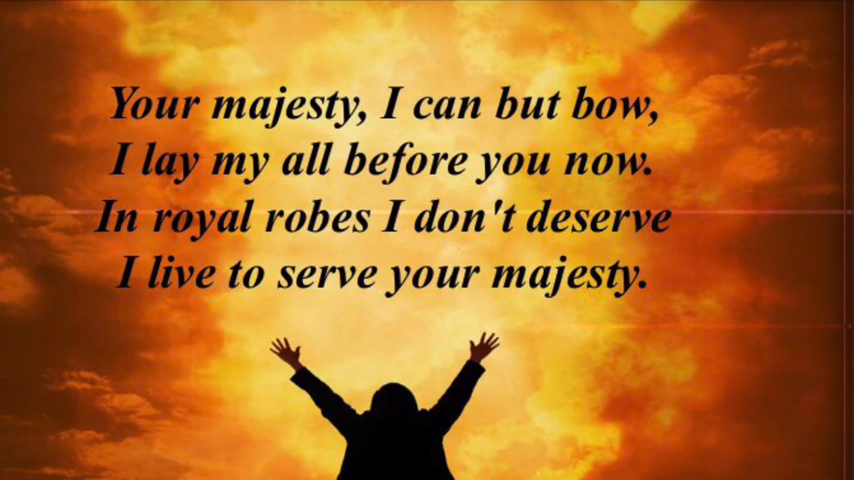 Your majesty, I can but bow,
I lay my all before you now.
In royal robes I don't deserve
I live to serve your majesty.